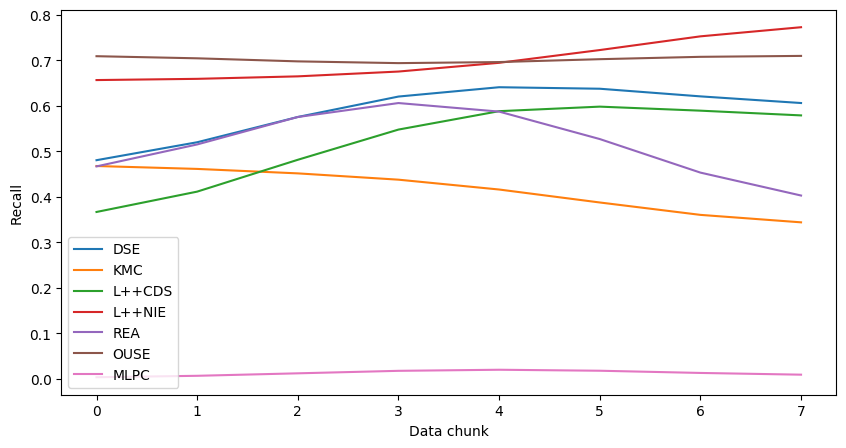 0.8
0.7
0.6
0.5
0.4
0.3
0.2
0.1
0.0
Recall
DSE
KMC
L++CDS
L++NIE
REA
OUSE
MLPC
0 1 2 3 4 5 6 7
Data chunk